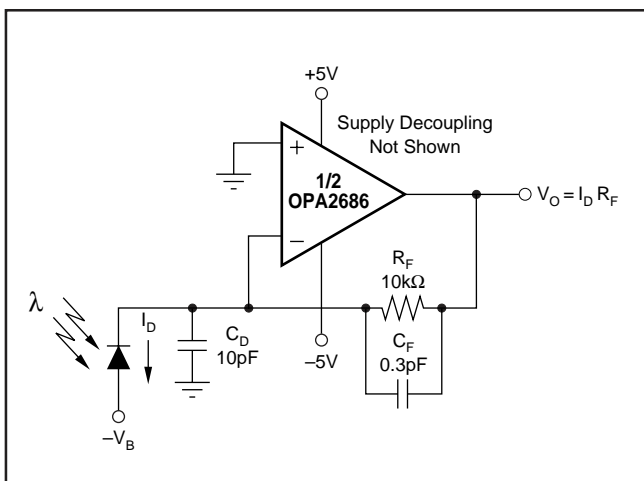 +5V
Supply Decoupling
Not Shown
+
1/2
OPA2686
−
V_O = I_D R_F
R_F
10kΩ
λ
I_D
C_D
10pF
−5V
C_F
0.3pF
−V_B